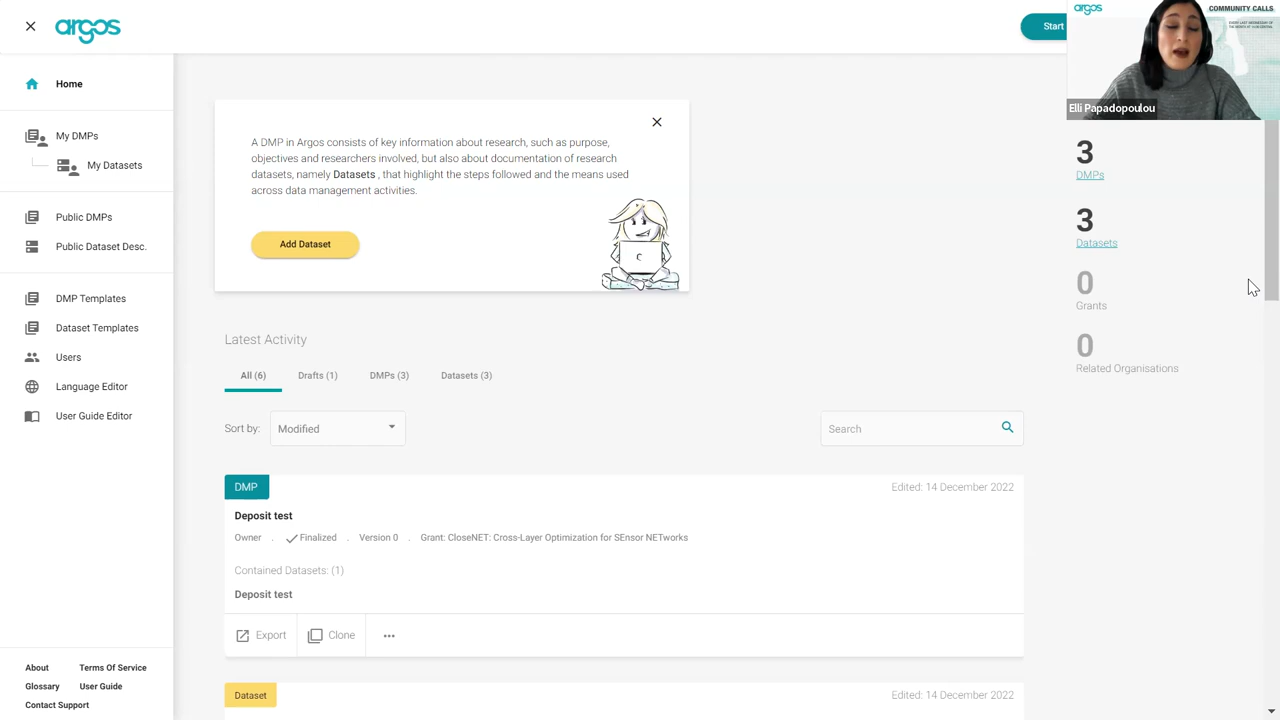 argos
Start
argos
COMMUNITY CALLS
Elli Papadopoulou
Home
My DMPs
My Datasets
Public DMPs
Public Dataset Desc.
DMP Templates
Dataset Templates
Users
Language Editor
User Guide Editor
About
Terms Of Service
Glossary
User Guide
Contact Support
A DMP in Argos consists of key information about research, such as purpose,
objectives and researchers involved, but also about documentation of research
datasets, namely Datasets , that highlight the steps followed and the means used
across data management activities.
Add Dataset
C
3
DMPs
3
Datasets
0
Grants
0
Related Organisations
Latest Activity
All (6)
Drafts (1)
DMPs (3)
Datasets (3)
Sort by:
Modified
Search
DMP
Edited: 14 December 2022
Deposit test
Owner . Finalized . Version 0 . Grant: CloseNET: Cross-Layer Optimization for SEnsor NETworks
Contained Datasets: (1)
Deposit test
Export
Clone
Dataset
Edited: 14 December 2022